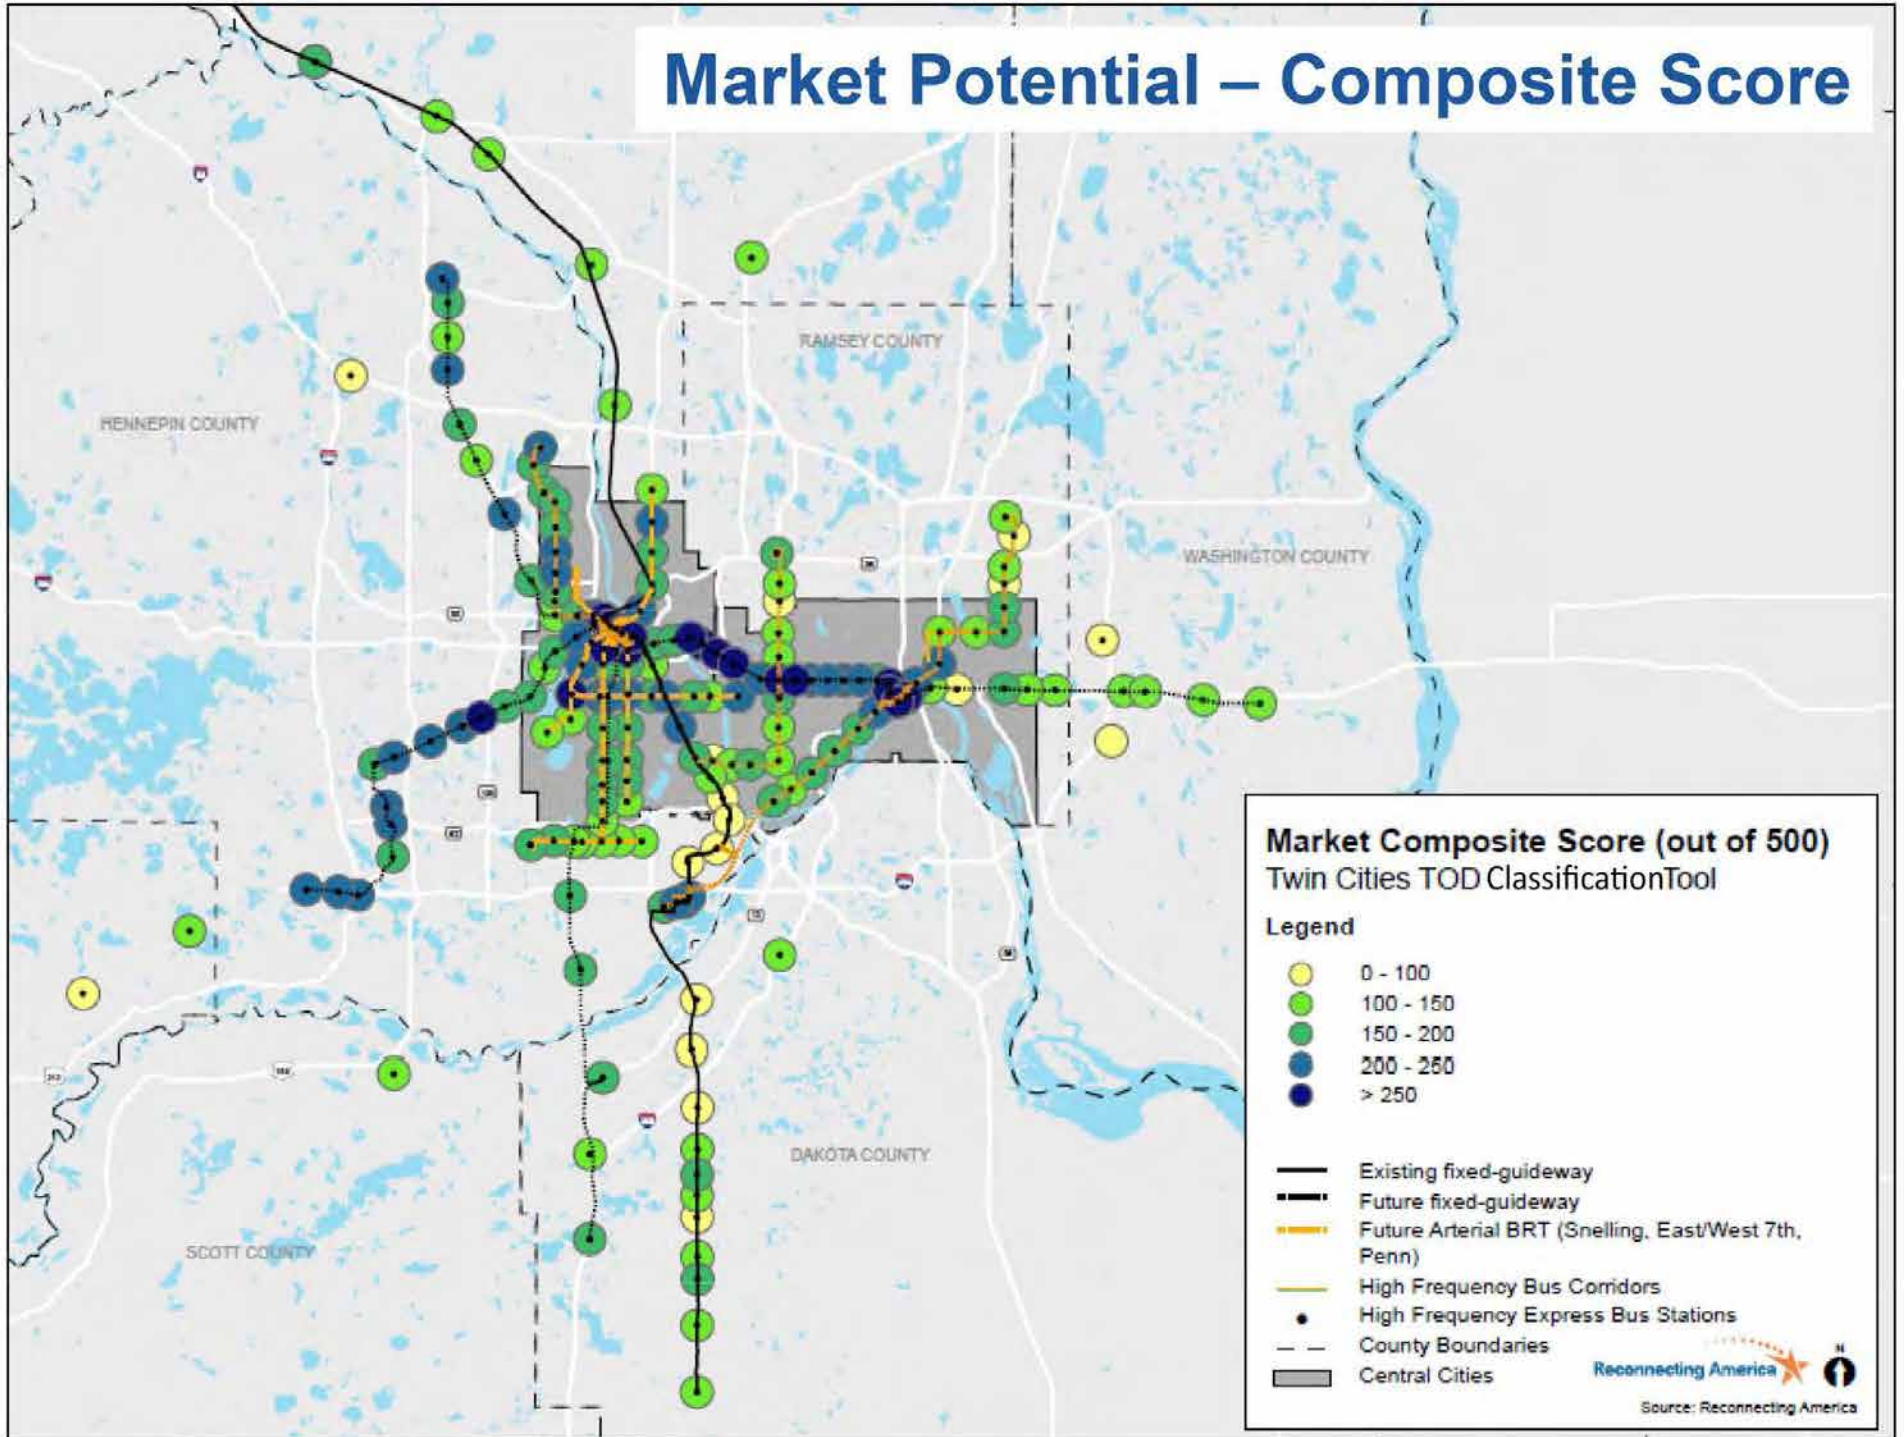 Market Potential – Composite Score
RAMSEY COUNTY
HENNEPIN COUNTY
WASHINGTON COUNTY
DAKOTA COUNTY
SCOTT COUNTY
Market Composite Score (out of 500)
Twin Cities TOD ClassificationTool
Legend
0 - 100
100 - 150
150 - 200
200 - 250
> 250
Existing fixed-guideway
Future fixed-guideway
Future Arterial BRT (Snelling, East/West 7th,
Penn)
High Frequency Bus Corridors
High Frequency Express Bus Stations
County Boundaries
Central Cities
Reconnecting America
N
Source: Reconnecting America